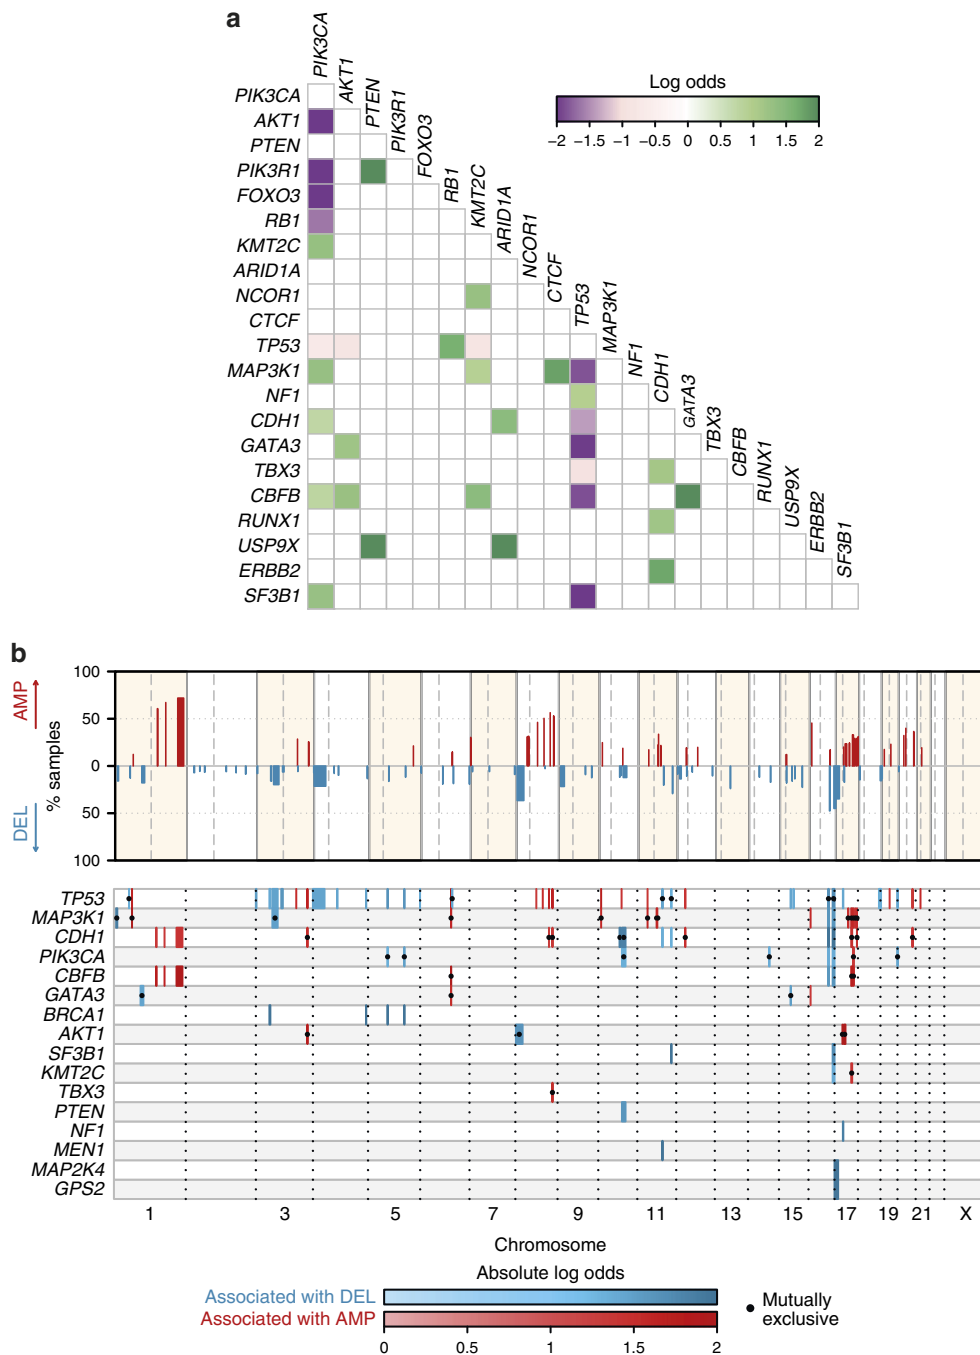 a
Log odds
−2 −1.5 −1 −0.5 0 0.5 1 1.5 2
PIK3CA
AKT1
PTEN
PIK3R1
FOXO3
RB1
KMT2C
ARID1A
NCOR1
CTCF
TP53
MAP3K1
NF1
CDH1
GATA3
TBX3
CBFB
RUNX1
USP9X
ERBB2
SF3B1
PIK3CA
AKT1
PTEN
PIK3R1
FOXO3
RB1
KMT2C
ARID1A
NCOR1
CTCF
TP53
MAP3K1
NF1
CDH1
GATA3
TBX3
CBFB
RUNX1
USP9X
ERBB2
SF3B1
b
AMP
DEL
% samples
100
50
0
50
100
TP53
MAP3K1
CDH1
PIK3CA
CBFB
GATA3
BRCA1
AKT1
SF3B1
KMT2C
TBX3
PTEN
NF1
MEN1
MAP2K4
GPS2
1 3 5 7 9 11 13 15 17 19 21 X
Chromosome
Absolute log odds
Associated with DEL
Associated with AMP
0 0.5 1 1.5 2
Mutually
exclusive